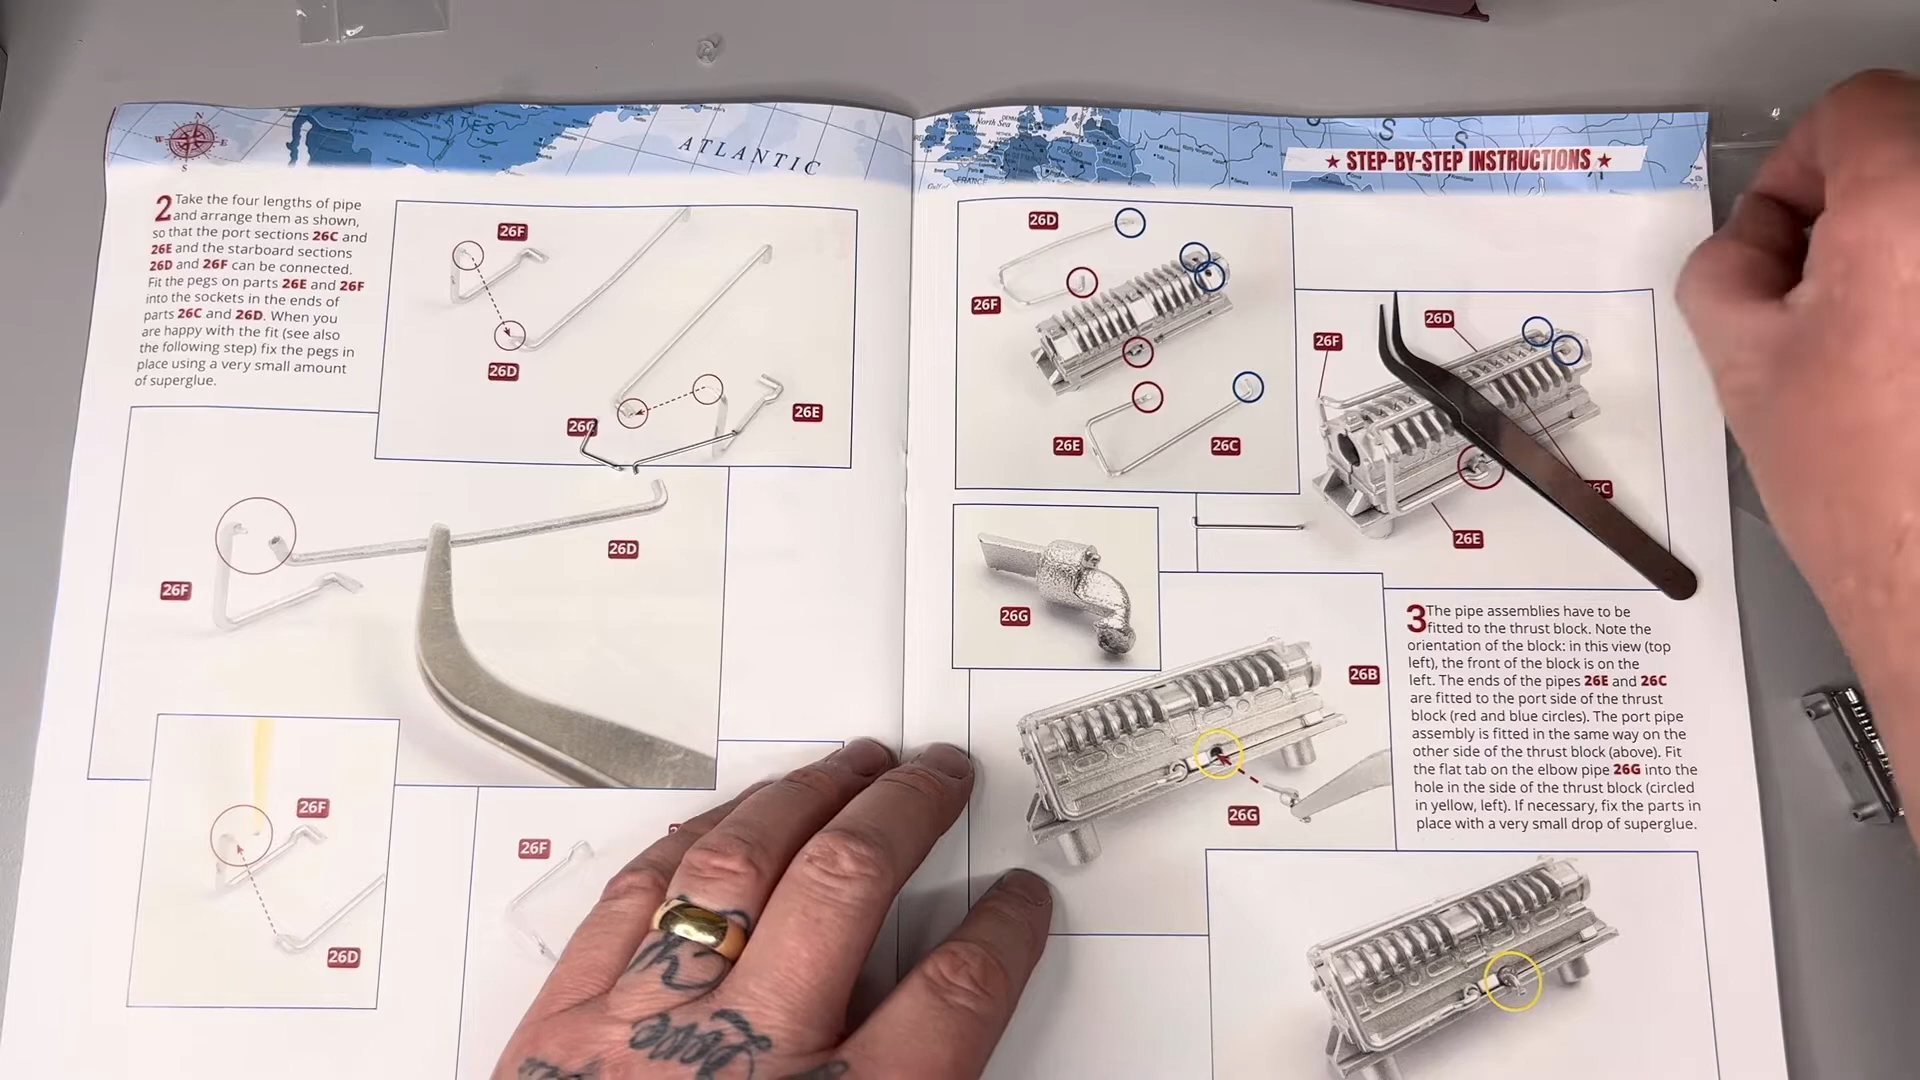 UNITED STATES
ATLANTIC
N
W
E
S
2 Take the four lengths of pipe
and arrange them as shown,
so that the port sections 26C and
26E and the starboard sections
26D and 26F can be connected.
Fit the pegs on parts 26E and 26F
into the sockets in the ends of
parts 26C and 26D. When you
are happy with the fit (see also
the following step) fix the pegs in
place using a very small amount
of superglue.
26F
26D
26C
26E
26F
26D
26F
26D
26F
North Sea
POLAND
FRANCE
S
S
★ STEP-BY-STEP INSTRUCTIONS ★
26D
26F
26E
26C
26D
26F
26C
26E
26G
26B
26G
3 The pipe assemblies have to be
fitted to the thrust block. Note the
orientation of the block: in this view (top
left), the front of the block is on the
left. The ends of the pipes 26E and 26C
are fitted to the port side of the thrust
block (red and blue circles). The port pipe
assembly is fitted in the same way on the
other side of the thrust block (above). Fit
the flat tab on the elbow pipe 26G into the
hole in the side of the thrust block (circled
in yellow, left). If necessary, fix the parts in
place with a very small drop of superglue.